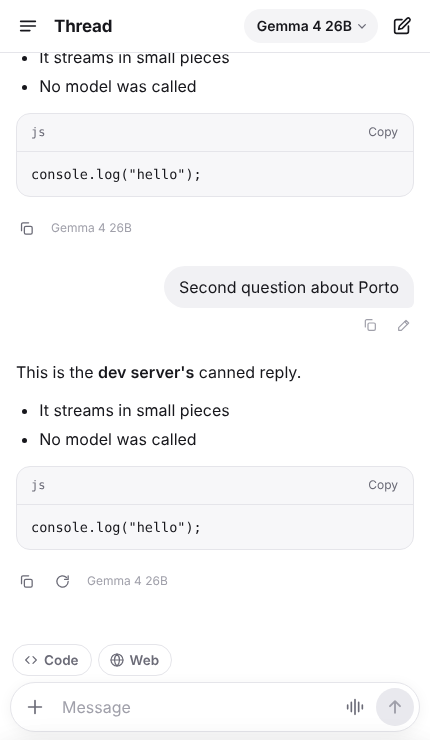 Thread
Gemma 4 26B
It streams in small pieces
No model was called
js
Copy
console.log("hello");
Gemma 4 26B
Second question about Porto
This is the dev server's canned reply.
It streams in small pieces
No model was called
js
Copy
console.log("hello");
Gemma 4 26B
Code
Web
Message